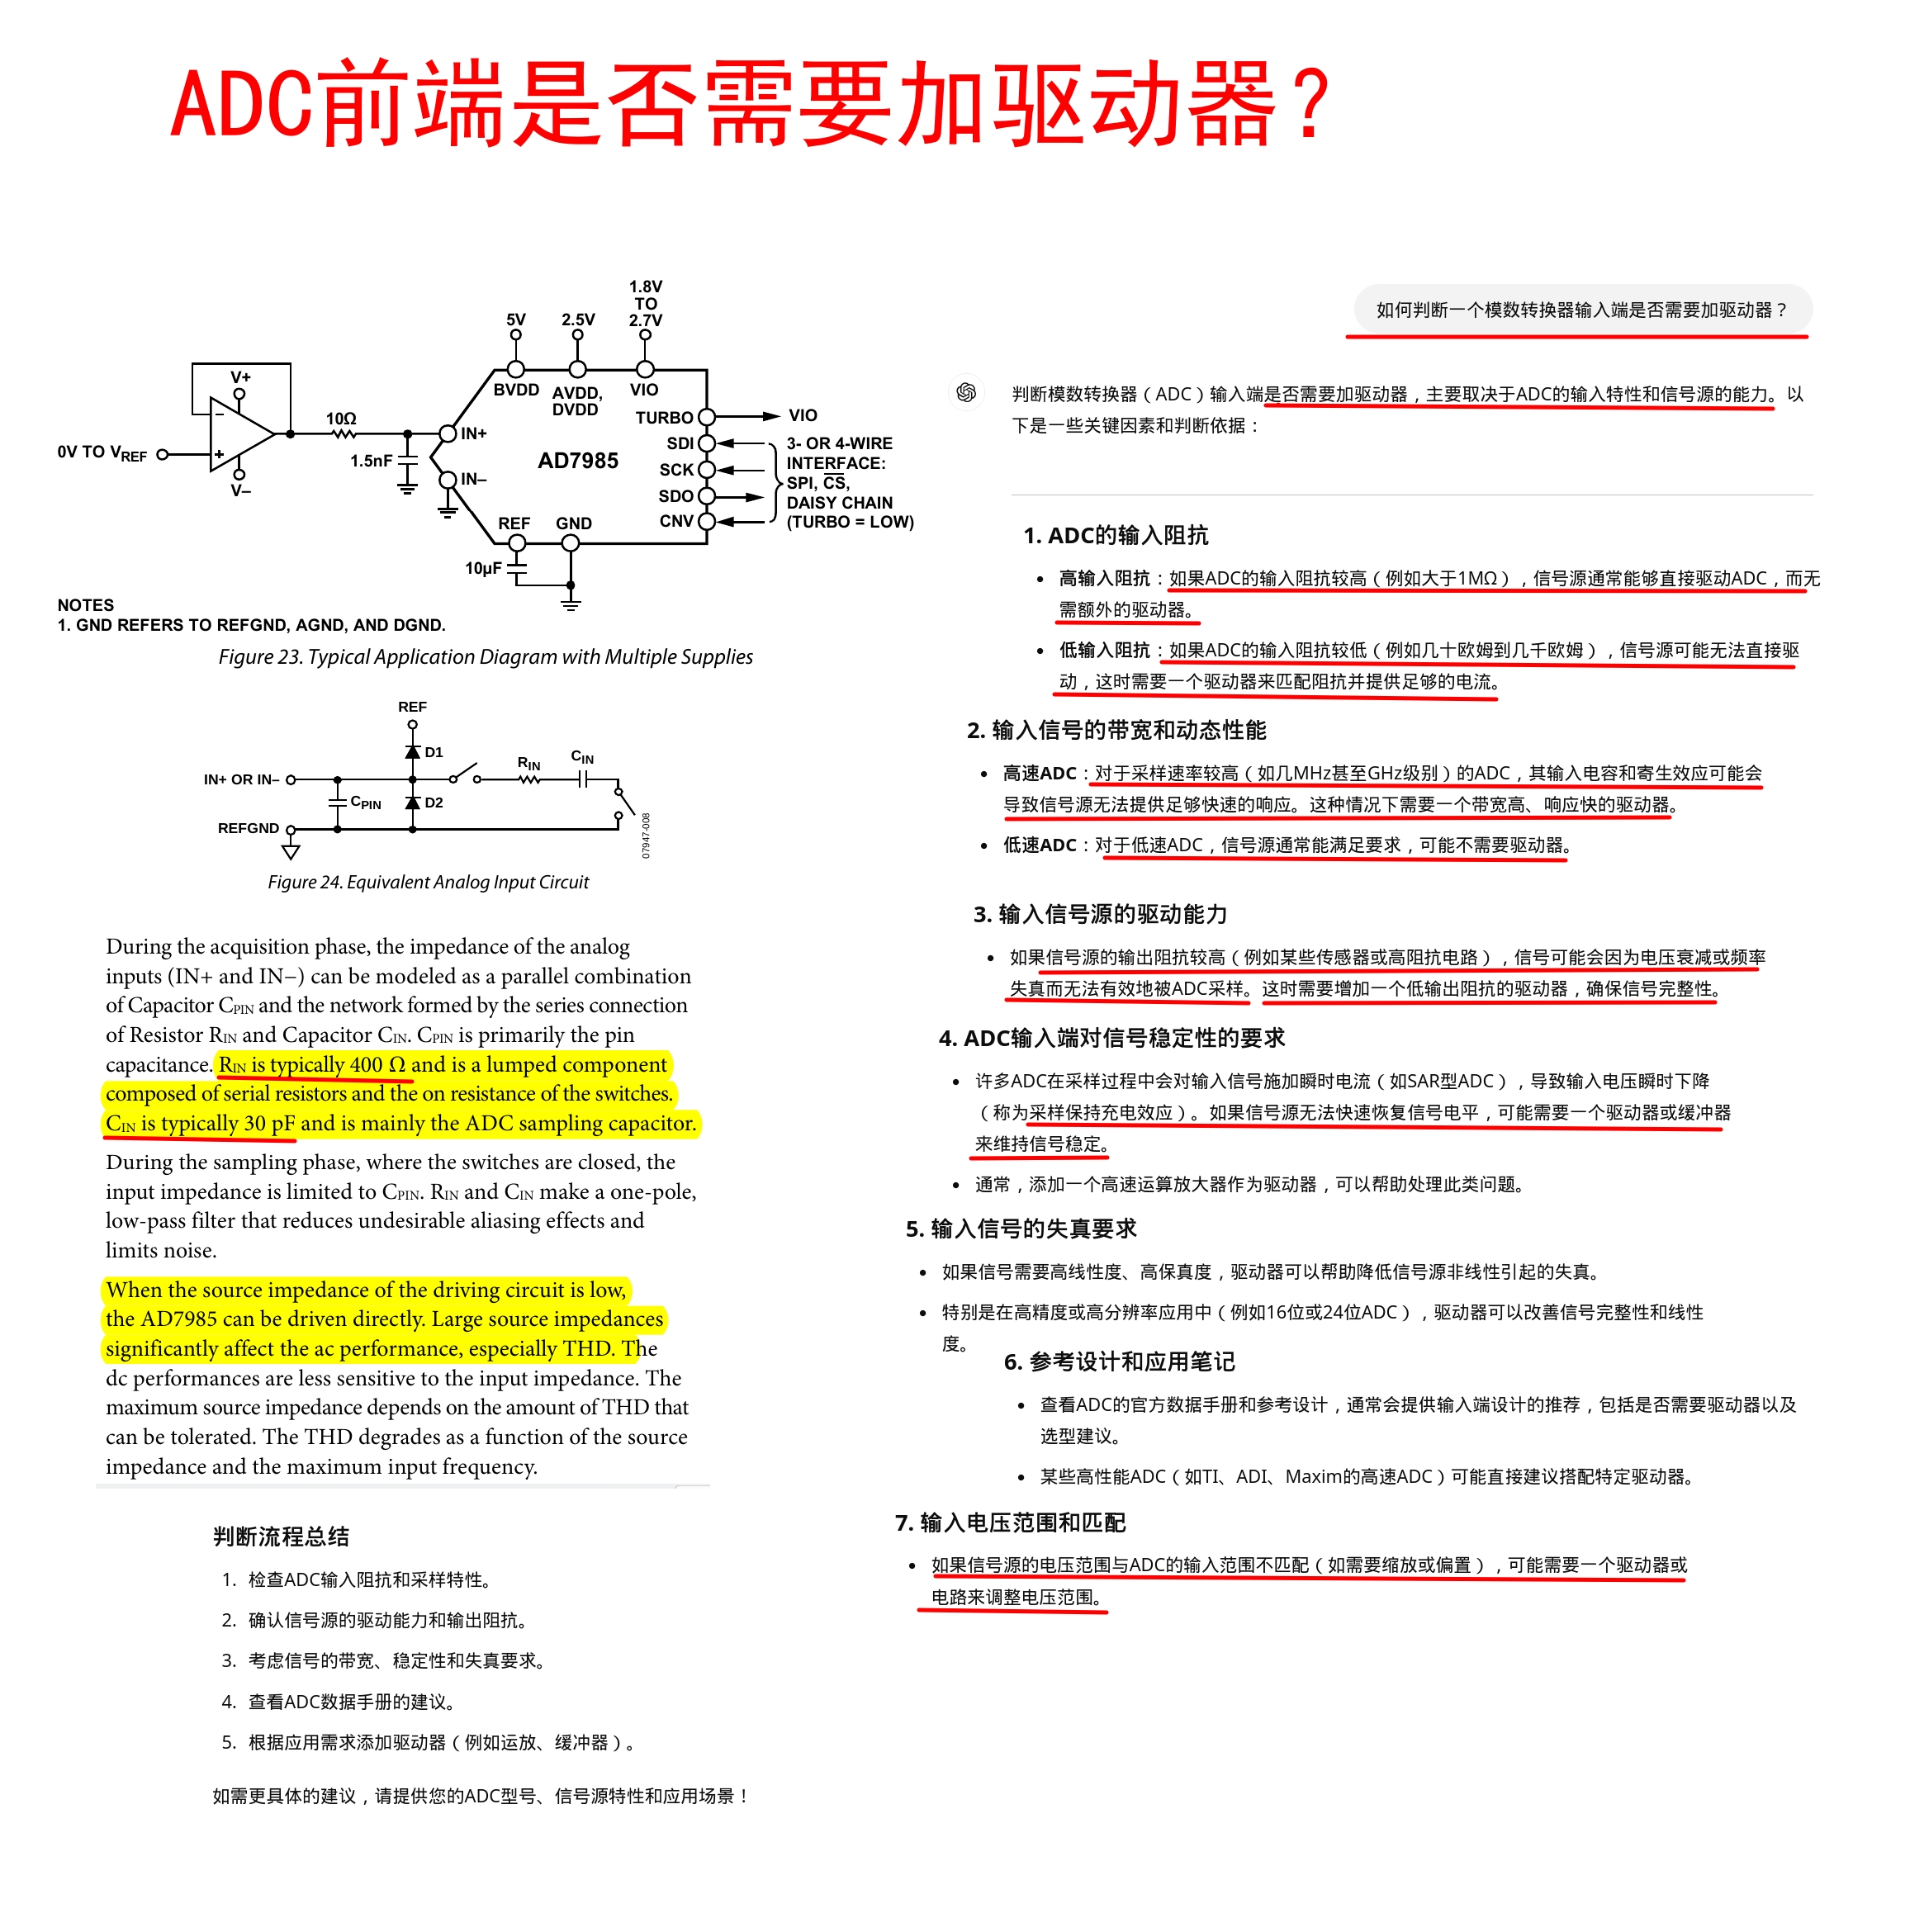 ADC前端是否需要加驱动器?
1.8V
TO
2.7V
5V
2.5V
BVDD
AVDD,
DVDD
VIO
V+
−
+
V–
0V TO VREF
10Ω
1.5nF
IN+
IN–
AD7985
TURBO
SDI
SCK
SDO
CNV
VIO
3- OR 4-WIRE
INTERFACE:
SPI, CS,
DAISY CHAIN
(TURBO = LOW)
REF
GND
10µF
NOTES
1. GND REFERS TO REFGND, AGND, AND DGND.
Figure 23. Typical Application Diagram with Multiple Supplies
REF
D1
IN+ OR IN–
CPIN
D2
RIN
CIN
REFGND
07947-008
Figure 24. Equivalent Analog Input Circuit
During the acquisition phase, the impedance of the analog
inputs (IN+ and IN−) can be modeled as a parallel combination
of Capacitor CPIN and the network formed by the series connection
of Resistor RIN and Capacitor CIN. CPIN is primarily the pin
capacitance. RIN is typically 400 Ω and is a lumped component
composed of serial resistors and the on resistance of the switches.
CIN is typically 30 pF and is mainly the ADC sampling capacitor.
During the sampling phase, where the switches are closed, the
input impedance is limited to CPIN. RIN and CIN make a one-pole,
low-pass filter that reduces undesirable aliasing effects and
limits noise.
When the source impedance of the driving circuit is low,
the AD7985 can be driven directly. Large source impedances
significantly affect the ac performance, especially THD. The
dc performances are less sensitive to the input impedance. The
maximum source impedance depends on the amount of THD that
can be tolerated. The THD degrades as a function of the source
impedance and the maximum input frequency.
判断流程总结
1. 检查ADC输入阻抗和采样特性。
2. 确认信号源的驱动能力和输出阻抗。
3. 考虑信号的带宽、稳定性和失真要求。
4. 查看ADC数据手册的建议。
5. 根据应用需求添加驱动器（例如运放、缓冲器）。
如需更具体的建议，请提供您的ADC型号、信号源特性和应用场景！
如何判断一个模数转换器输入端是否需要加驱动器？
判断模数转换器（ADC）输入端是否需要加驱动器，主要取决于ADC的输入特性和信号源的能力。以
下是一些关键因素和判断依据：
1. ADC的输入阻抗
• 高输入阻抗：如果ADC的输入阻抗较高（例如大于1MΩ），信号源通常能够直接驱动ADC，而无
需额外的驱动器。
• 低输入阻抗：如果ADC的输入阻抗较低（例如几十欧姆到几千欧姆），信号源可能无法直接驱
动，这时需要一个驱动器来匹配阻抗并提供足够的电流。
2. 输入信号的带宽和动态性能
• 高速ADC：对于采样速率较高（如几MHz甚至GHz级别）的ADC，其输入电容和寄生效应可能会
导致信号源无法提供足够快速的响应。这种情况下需要一个带宽高、响应快的驱动器。
• 低速ADC：对于低速ADC，信号源通常能满足要求，可能不需要驱动器。
3. 输入信号源的驱动能力
• 如果信号源的输出阻抗较高（例如某些传感器或高阻抗电路），信号可能会因为电压衰减或频率
失真而无法有效地被ADC采样。这时需要增加一个低输出阻抗的驱动器，确保信号完整性。
4. ADC输入端对信号稳定性的要求
• 许多ADC在采样过程中会对输入信号施加瞬时电流（如SAR型ADC），导致输入电压瞬时下降
（称为采样保持充电效应）。如果信号源无法快速恢复信号电平，可能需要一个驱动器或缓冲器
来维持信号稳定。
• 通常，添加一个高速运算放大器作为驱动器，可以帮助处理此类问题。
5. 输入信号的失真要求
• 如果信号需要高线性度、高保真度，驱动器可以帮助降低信号源非线性引起的失真。
• 特别是在高精度或高分辨率应用中（例如16位或24位ADC），驱动器可以改善信号完整性和线性
度。
6. 参考设计和应用笔记
• 查看ADC的官方数据手册和参考设计，通常会提供输入端设计的推荐，包括是否需要驱动器以及
选型建议。
• 某些高性能ADC（如TI、ADI、Maxim的高速ADC）可能直接建议搭配特定驱动器。
7. 输入电压范围和匹配
• 如果信号源的电压范围与ADC的输入范围不匹配（如需要缩放或偏置），可能需要一个驱动器或
电路来调整电压范围。